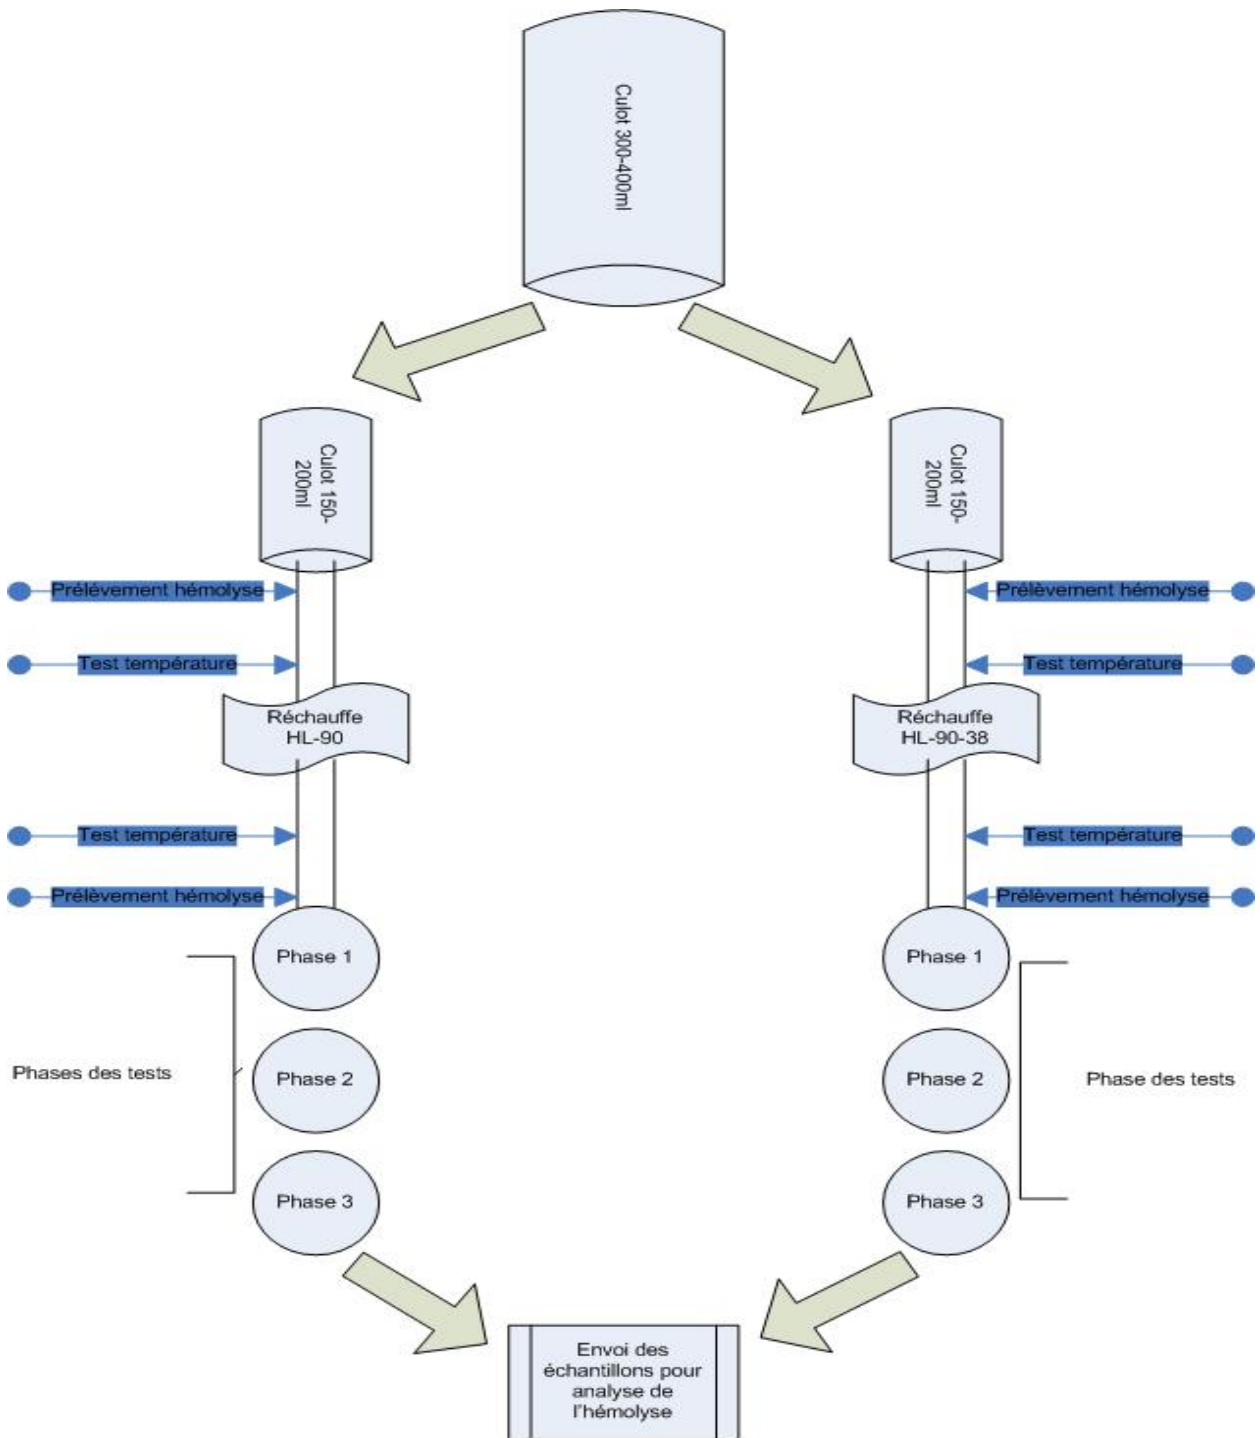 Culot 300-400ml
Culot 150-
200ml
Culot 150-
200ml
Prélévement hémolyse
Prélèvement hémolyse
Test température
Test température
Réchauffe
HL-90
Réchauffe
HL-90-38
Test température
Test température
Prélèvement hémolyse
Prélèvement hémolyse
Phase 1
Phase 1
Phases des tests
Phase 2
Phase 2
Phase des tests
Phase 3
Phase 3
Envoi des
échantillons pour
analyse de
l'hémolyse